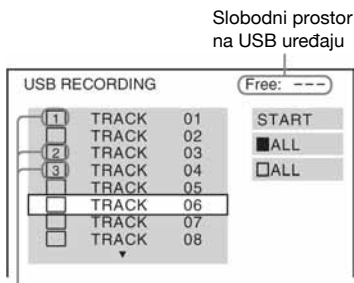 Slobodni prostor
na USB uređaju
USB RECORDING
Free: ---
1 TRACK 01
TRACK 02
2 TRACK 03
3 TRACK 04
TRACK 05
TRACK 06
TRACK 07
TRACK 08
START
ALL
ALL